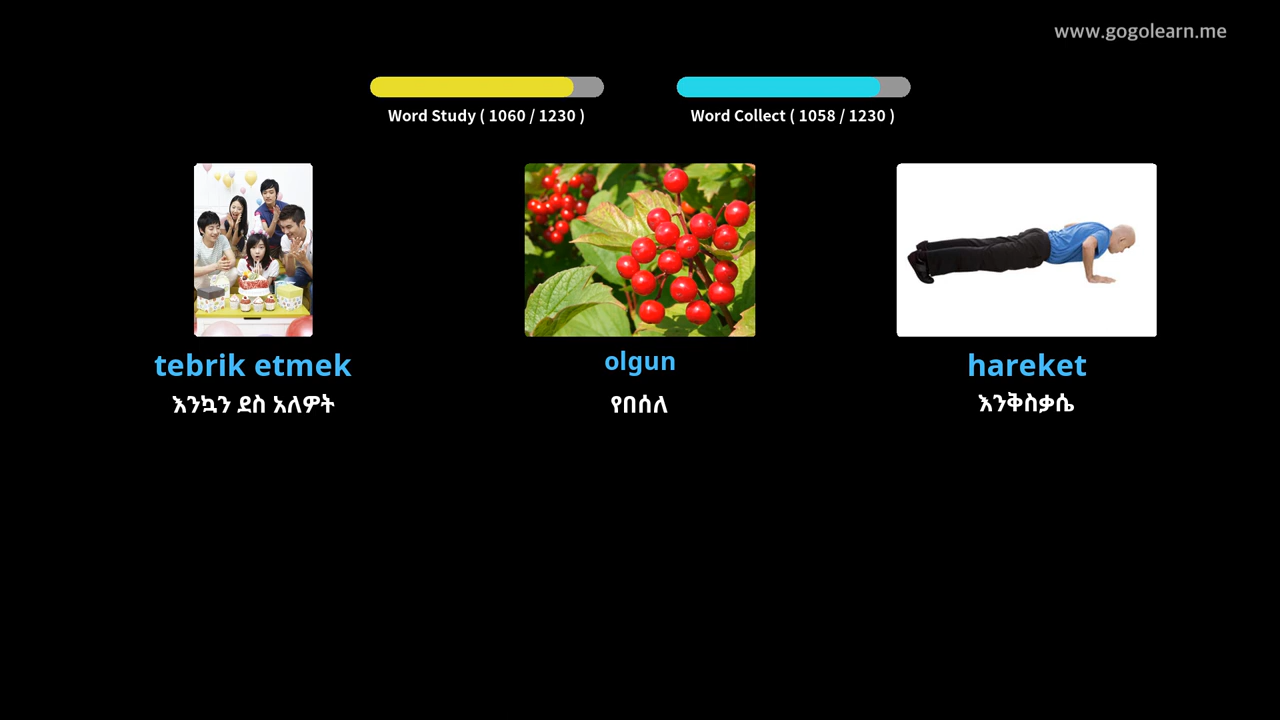 www.gogolearn.me
Word Study ( 1060 / 1230 )
Word Collect ( 1058 / 1230 )
tebrik etmek
እንኳን ደስ አለዎት
olgun
የበሰለ
hareket
እንቅስቃሴ